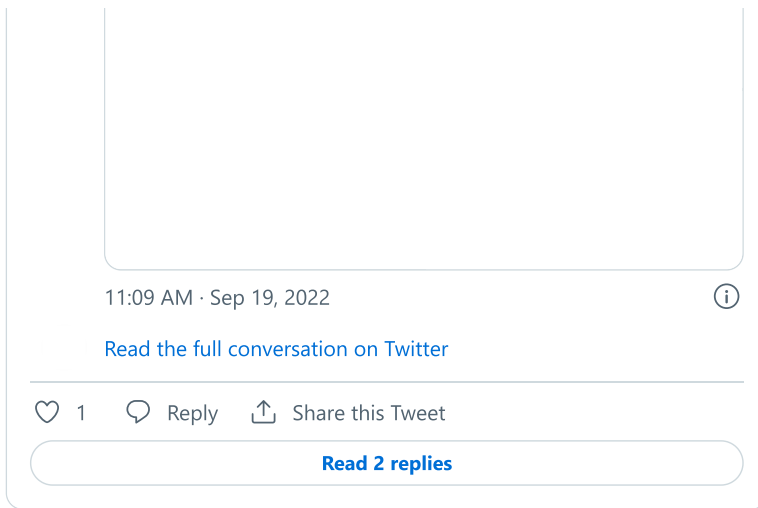 11:09 AM · Sep 19, 2022
Read the full conversation on Twitter
1 Reply Share this Tweet
Read 2 replies